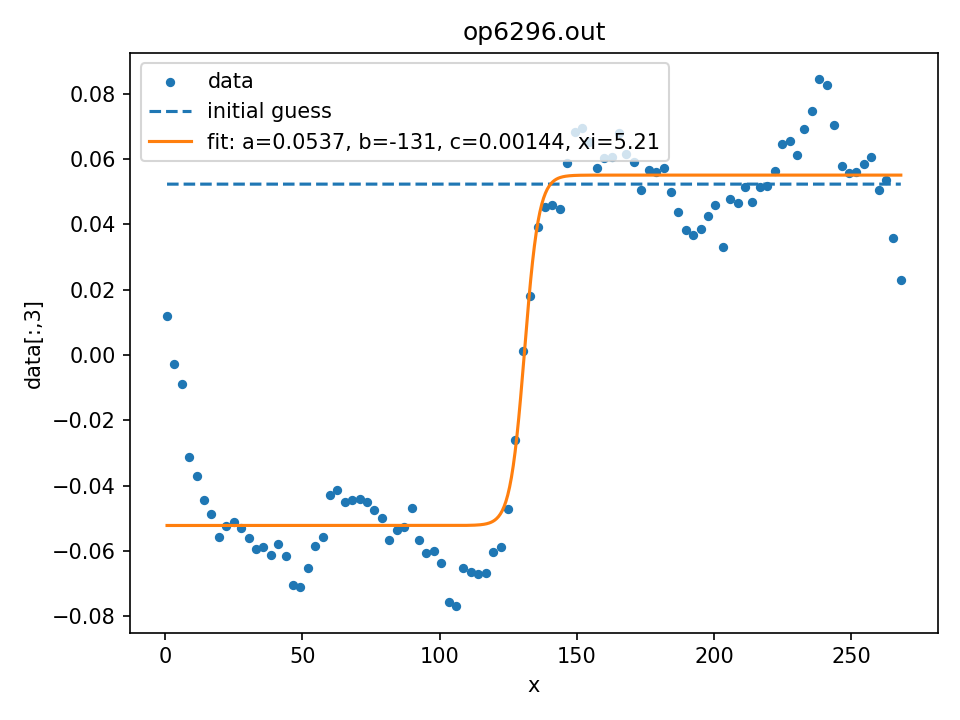 op6296.out
data
initial guess
fit: a=0.0537, b=-131, c=0.00144, xi=5.21
data[:,3]
0.08
0.06
0.04
0.02
0.00
−0.02
−0.04
−0.06
−0.08
0 50 100 150 200 250
x